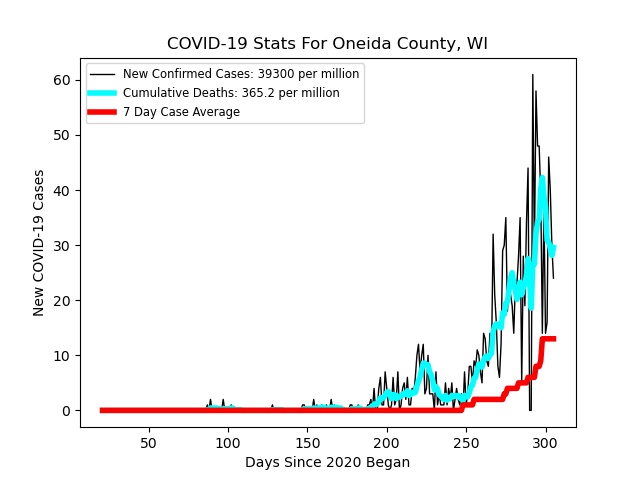 COVID-19 Stats For Oneida County, WI
New Confirmed Cases: 39300 per million
Cumulative Deaths: 365.2 per million
7 Day Case Average
60
50
40
30
20
10
0
New COVID-19 Cases
50 100 150 200 250 300
Days Since 2020 Began